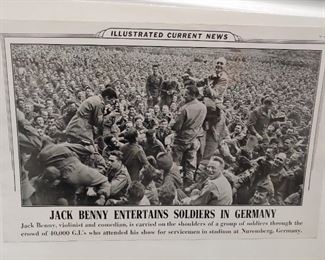 ILLUSTRATED CURRENT NEWS
JACK BENNY ENTERTAINS SOLDIERS IN GERMANY
Jack Benny, violinist and comedian, is carried on the shoulders of a group of soldiers through the
crowd of 40,000 G.I.'s who attended his show for servicemen in stadium at Nuremberg, Germany.